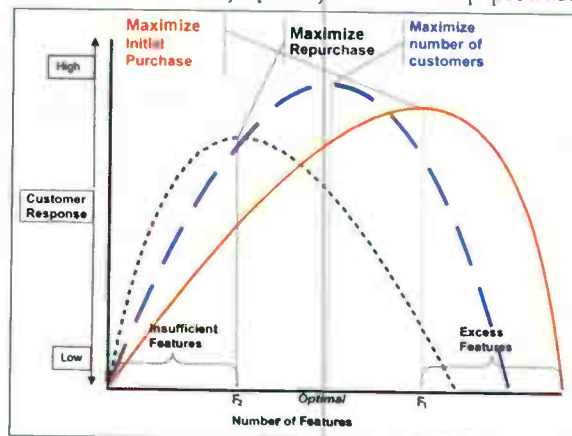 Maximize
Initial
Purchase
Maximize
Repurchase
Maximize
number of
customers
High
Customer
Response
Low
Insufficient
Features
Excess
Features
F2
Optimal
F1
Number of Features